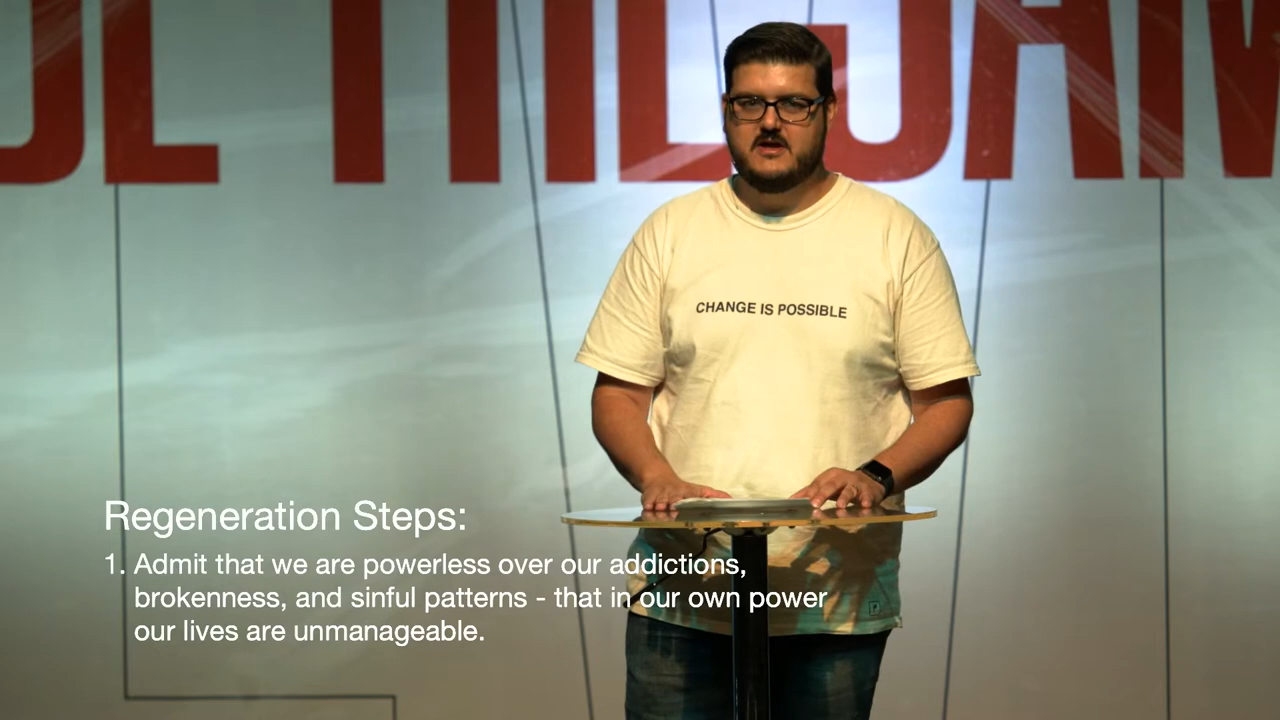 CHANGE IS POSSIBLE
Regeneration Steps:
1. Admit that we are powerless over our addictions,
brokenness, and sinful patterns - that in our own power
our lives are unmanageable.